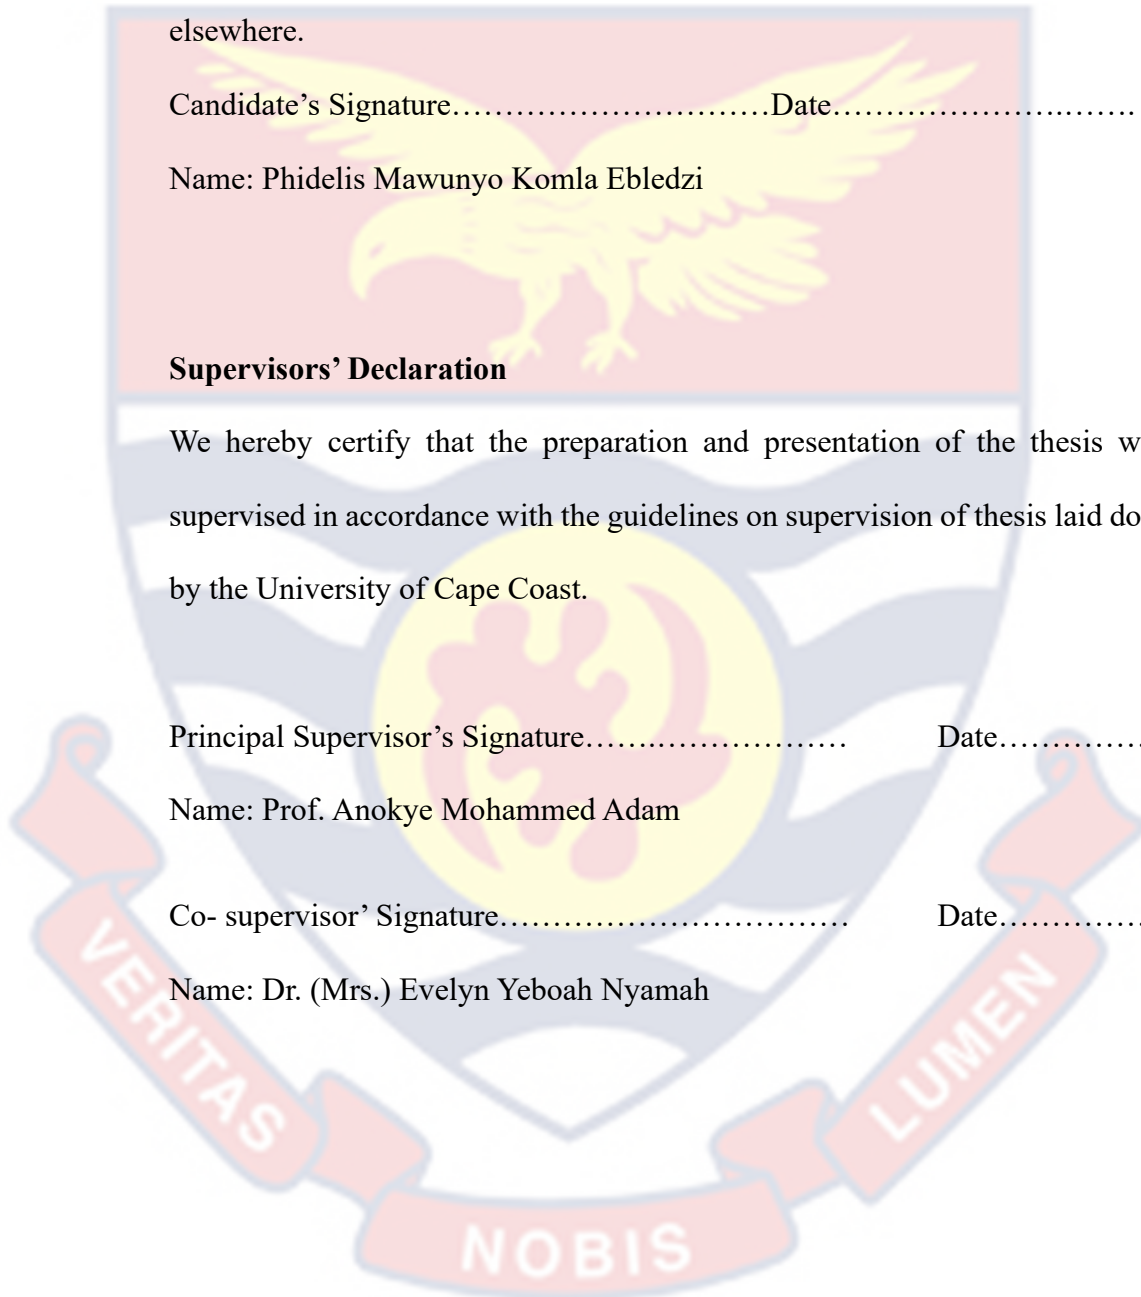 elsewhere.
Candidate’s Signature…………………………Date………………….…….
Name: Phidelis Mawunyo Komla Ebledzi
Supervisors’ Declaration
We hereby certify that the preparation and presentation of the thesis w
supervised in accordance with the guidelines on supervision of thesis laid do
by the University of Cape Coast.
Principal Supervisor’s Signature…….……………… Date…………..
Name: Prof. Anokye Mohammed Adam
Co- supervisor’ Signature…………………………… Date…………..
Name: Dr. (Mrs.) Evelyn Yeboah Nyamah
VERITAS NOBIS LUMEN